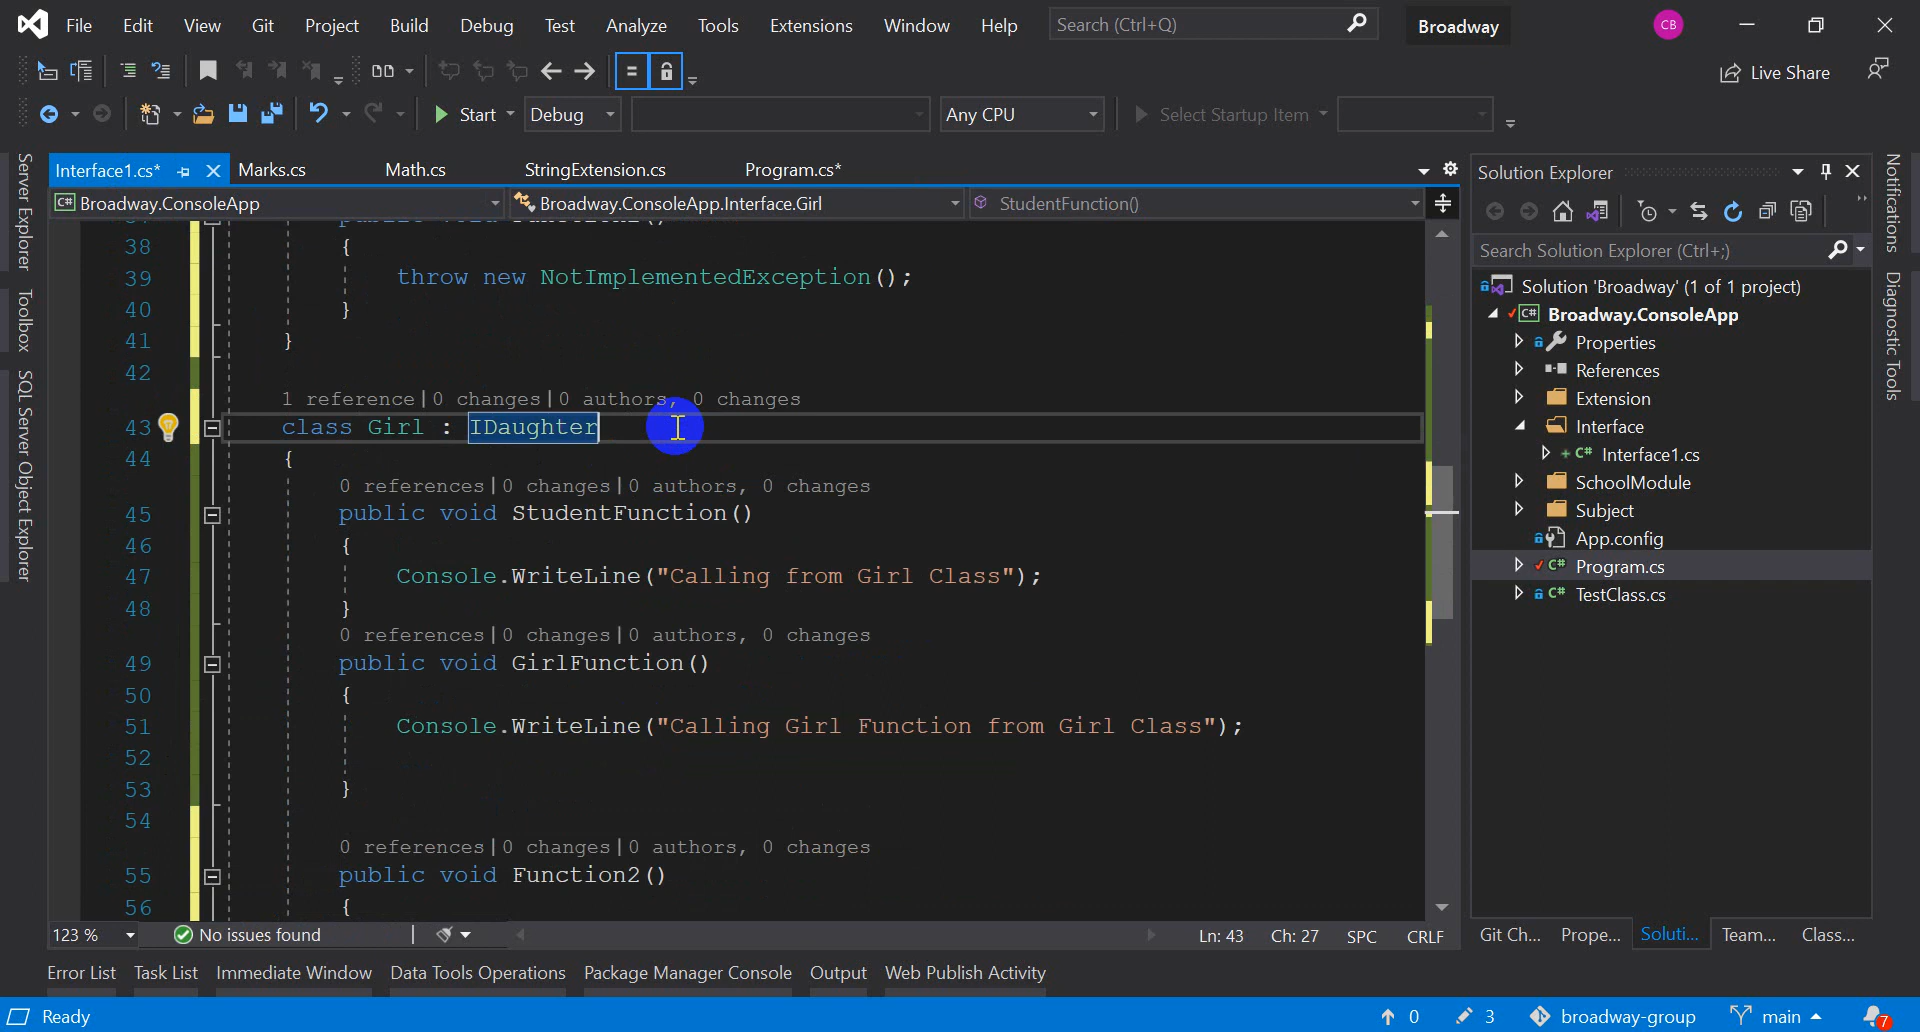 File Edit View Git Project Build Debug Test Analyze Tools Extensions Window Help Search (Ctrl+Q) Broadway CB
Live Share
Start Debug Any CPU Select Startup Item
Interface1.cs* Marks.cs Math.cs StringExtension.cs Program.cs*
Broadway.ConsoleApp Broadway.ConsoleApp.Interface.Girl StudentFunction()
38 {
39 throw new NotImplementedException();
40 }
41 }
42
1 reference|0 changes|0 authors, 0 changes
43 class Girl : IDaughter
44 {
0 references|0 changes|0 authors, 0 changes
45 public void StudentFunction()
46 {
47 Console.WriteLine("Calling from Girl Class");
48 }
0 references|0 changes|0 authors, 0 changes
49 public void GirlFunction()
50 {
51 Console.WriteLine("Calling Girl Function from Girl Class");
52
53 }
54
0 references|0 changes|0 authors, 0 changes
55 public void Function2()
56 {
123 % No issues found Ln: 43 Ch: 27 SPC CRLF
Server Explorer
Toolbox
SQL Server Object Explorer
Solution Explorer
Search Solution Explorer (Ctrl+;)
Solution 'Broadway' (1 of 1 project)
C# Broadway.ConsoleApp
Properties
References
Extension
Interface
C# Interface1.cs
SchoolModule
Subject
App.config
C# Program.cs
C# TestClass.cs
Git Ch... Prope... Soluti... Team... Class...
Notifications
Diagnostic Tools
Error List Task List Immediate Window Data Tools Operations Package Manager Console Output Web Publish Activity
Ready 0 3 broadway-group main 7